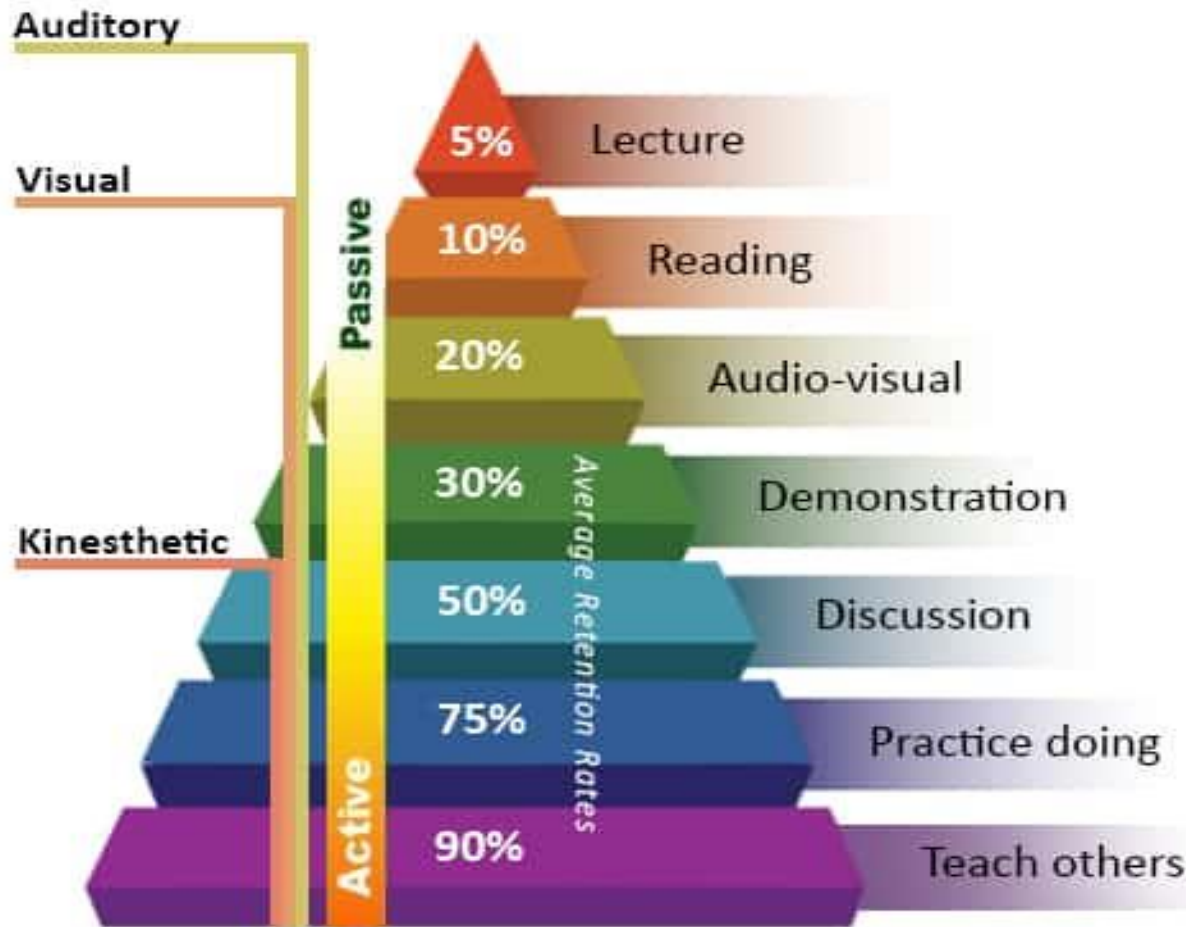 Auditory
Visual
Kinesthetic
Passive
Active
5%
Lecture
10%
Reading
20%
Audio-visual
30%
Demonstration
50%
Discussion
75%
Practice doing
90%
Teach others
Average Retention Rates